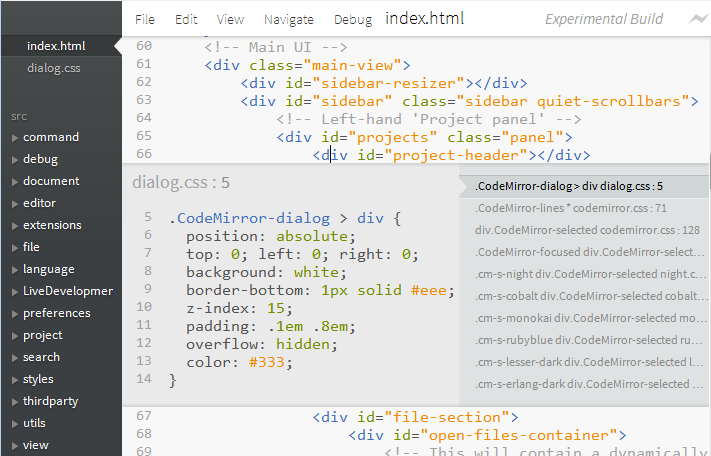 File Edit View Navigate Debug index.html Experimental Build
index.html
dialog.css
src
command
debug
document
editor
extensions
file
language
LiveDevelopmer
preferences
project
search
styles
thirdparty
utils
view
60 <!-- Main UI -->
61 <div class="main-view">
62 <div id="sidebar-resizer"></div>
63 <div id="sidebar" class="sidebar quiet-scrollbars">
64 <!-- Left-hand 'Project panel' -->
65 <div id="projects" class="panel">
66 <div id="project-header"></div>
dialog.css : 5
5 .CodeMirror-dialog > div {
6 position: absolute;
7 top: 0; left: 0; right: 0;
8 background: white;
9 border-bottom: 1px solid #eee;
10 z-index: 15;
11 padding: .1em .8em;
12 overflow: hidden;
13 color: #333;
14 }
.CodeMirror-dialog > div dialog.css : 5
.CodeMirror-lines * codemirror.css : 71
div.CodeMirror-selected codemirror.css : 128
.CodeMirror-focused div.CodeMirror-select...
.cm-s-night div.CodeMirror-selected night.c...
.cm-s-cobalt div.CodeMirror-selected cobalt...
.cm-s-monokai div.CodeMirror-selected mo...
.cm-s-rubyblue div.CodeMirror-selected ru...
.cm-s-lesser-dark div.CodeMirror-selected l...
.cm-s-erlang-dark div.CodeMirror-selected ...
67 <div id="file-section">
68 <div id="open-files-container">
69 <!-- This will contain a dynamically